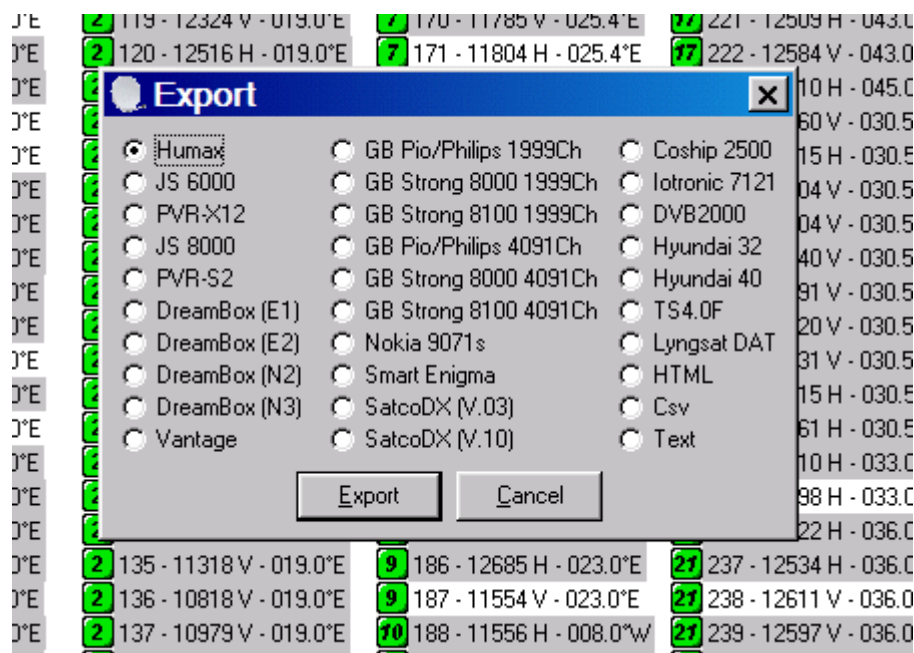 J°E 2 119 - 12324 V - 019.0°E 7 170 - 11785 V - 025.4°E 17 221 - 12509 H - 043.0
0°E 2 120 - 12516 H - 019.0°E 7 171 - 11804 H - 025.4°E 17 222 - 12584 V - 043.0
Export
Humax GB Pio/Philips 1999Ch Coship 2500
JS 6000 GB Strong 8000 1999Ch Iotronic 7121
PVR-X12 GB Strong 8100 1999Ch DVB2000
JS 8000 GB Pio/Philips 4091Ch Hyundai 32
PVR-S2 GB Strong 8000 4091Ch Hyundai 40
DreamBox (E1) GB Strong 8100 4091Ch TS4.0F
DreamBox (E2) Nokia 9071s Lyngsat DAT
DreamBox (N2) Smart Enigma HTML
DreamBox (N3) SatcoDX (V.03) Csv
Vantage SatcoDX (V.10) Text
Export Cancel
0°E 2 135 - 11318 V - 019.0°E 9 186 - 12685 H - 023.0°E 21 237 - 12534 H - 036.0
0°E 2 136 - 10818 V - 019.0°E 9 187 - 11554 V - 023.0°E 21 238 - 12611 V - 036.0
0°E 2 137 - 10979 V - 019.0°E 10 188 - 11556 H - 008.0°W 21 239 - 12597 V - 036.0